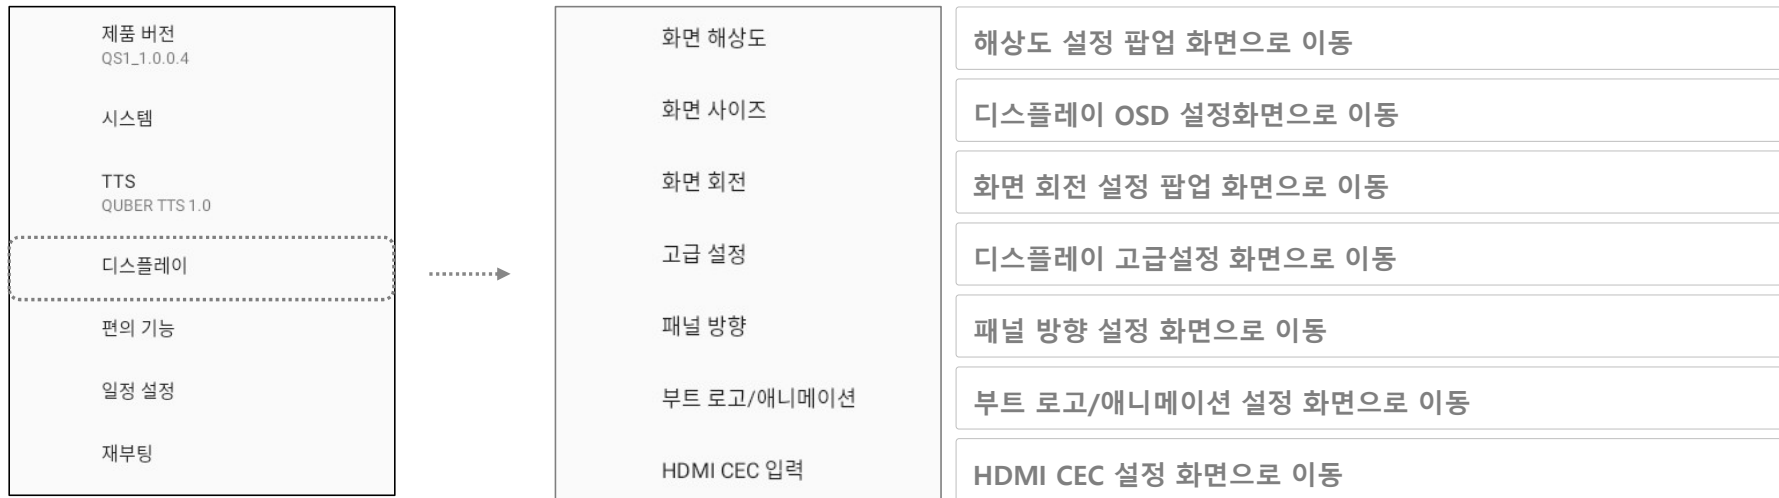 제품 버전
QS1_1.0.0.4
시스템
TTS
QUBER TTS 1.0
디스플레이
편의 기능
일정 설정
재부팅
화면 해상도
화면 사이즈
화면 회전
고급 설정
패널 방향
부트 로고/애니메이션
HDMI CEC 입력
해상도 설정 팝업 화면으로 이동
디스플레이 OSD 설정화면으로 이동
화면 회전 설정 팝업 화면으로 이동
디스플레이 고급설정 화면으로 이동
패널 방향 설정 화면으로 이동
부트 로고/애니메이션 설정 화면으로 이동
HDMI CEC 설정 화면으로 이동